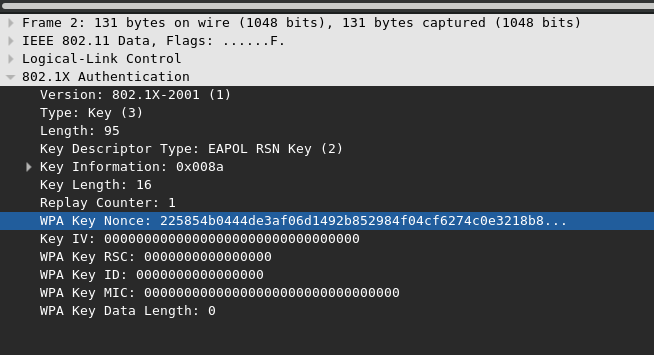 Frame 2: 131 bytes on wire (1048 bits), 131 bytes captured (1048 bits)
IEEE 802.11 Data, Flags: ......F.
Logical-Link Control
802.1X Authentication
Version: 802.1X-2001 (1)
Type: Key (3)
Length: 95
Key Descriptor Type: EAPOL RSN Key (2)
Key Information: 0x008a
Key Length: 16
Replay Counter: 1
WPA Key Nonce: 225854b0444de3af06d1492b852984f04cf6274c0e3218b8...
Key IV: 00000000000000000000000000000000
WPA Key RSC: 0000000000000000
WPA Key ID: 0000000000000000
WPA Key MIC: 00000000000000000000000000000000
WPA Key Data Length: 0